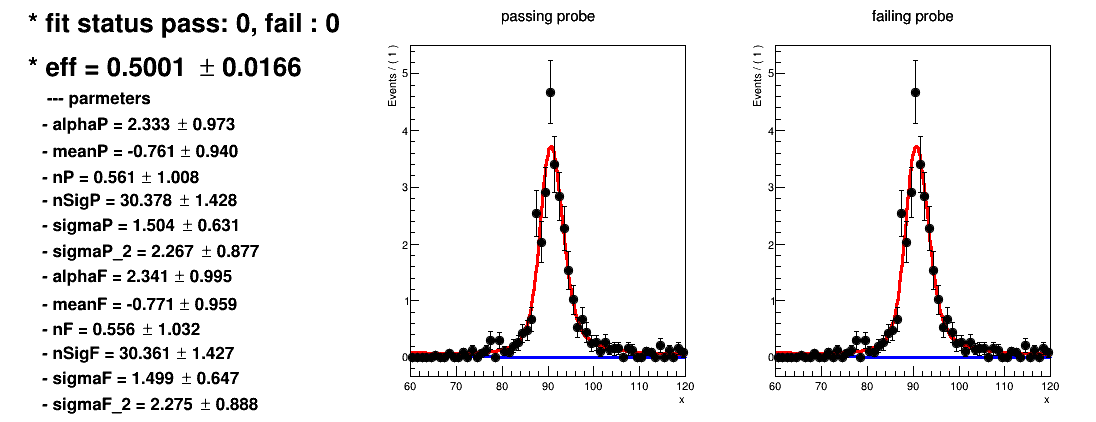 * fit status pass: 0, fail : 0
* eff = 0.5001 ± 0.0166
--- parmeters
- alphaP = 2.333 ± 0.973
- meanP = -0.761 ± 0.940
- nP = 0.561 ± 1.008
- nSigP = 30.378 ± 1.428
- sigmaP = 1.504 ± 0.631
- sigmaP_2 = 2.267 ± 0.877
- alphaF = 2.341 ± 0.995
- meanF = -0.771 ± 0.959
- nF = 0.556 ± 1.032
- nSigF = 30.361 ± 1.427
- sigmaF = 1.499 ± 0.647
- sigmaF_2 = 2.275 ± 0.888
passing probe
Events / ( 1 )
5
4
3
2
1
0
60 70 80 90 100 110 120
x
failing probe
Events / ( 1 )
5
4
3
2
1
0
60 70 80 90 100 110 120
x